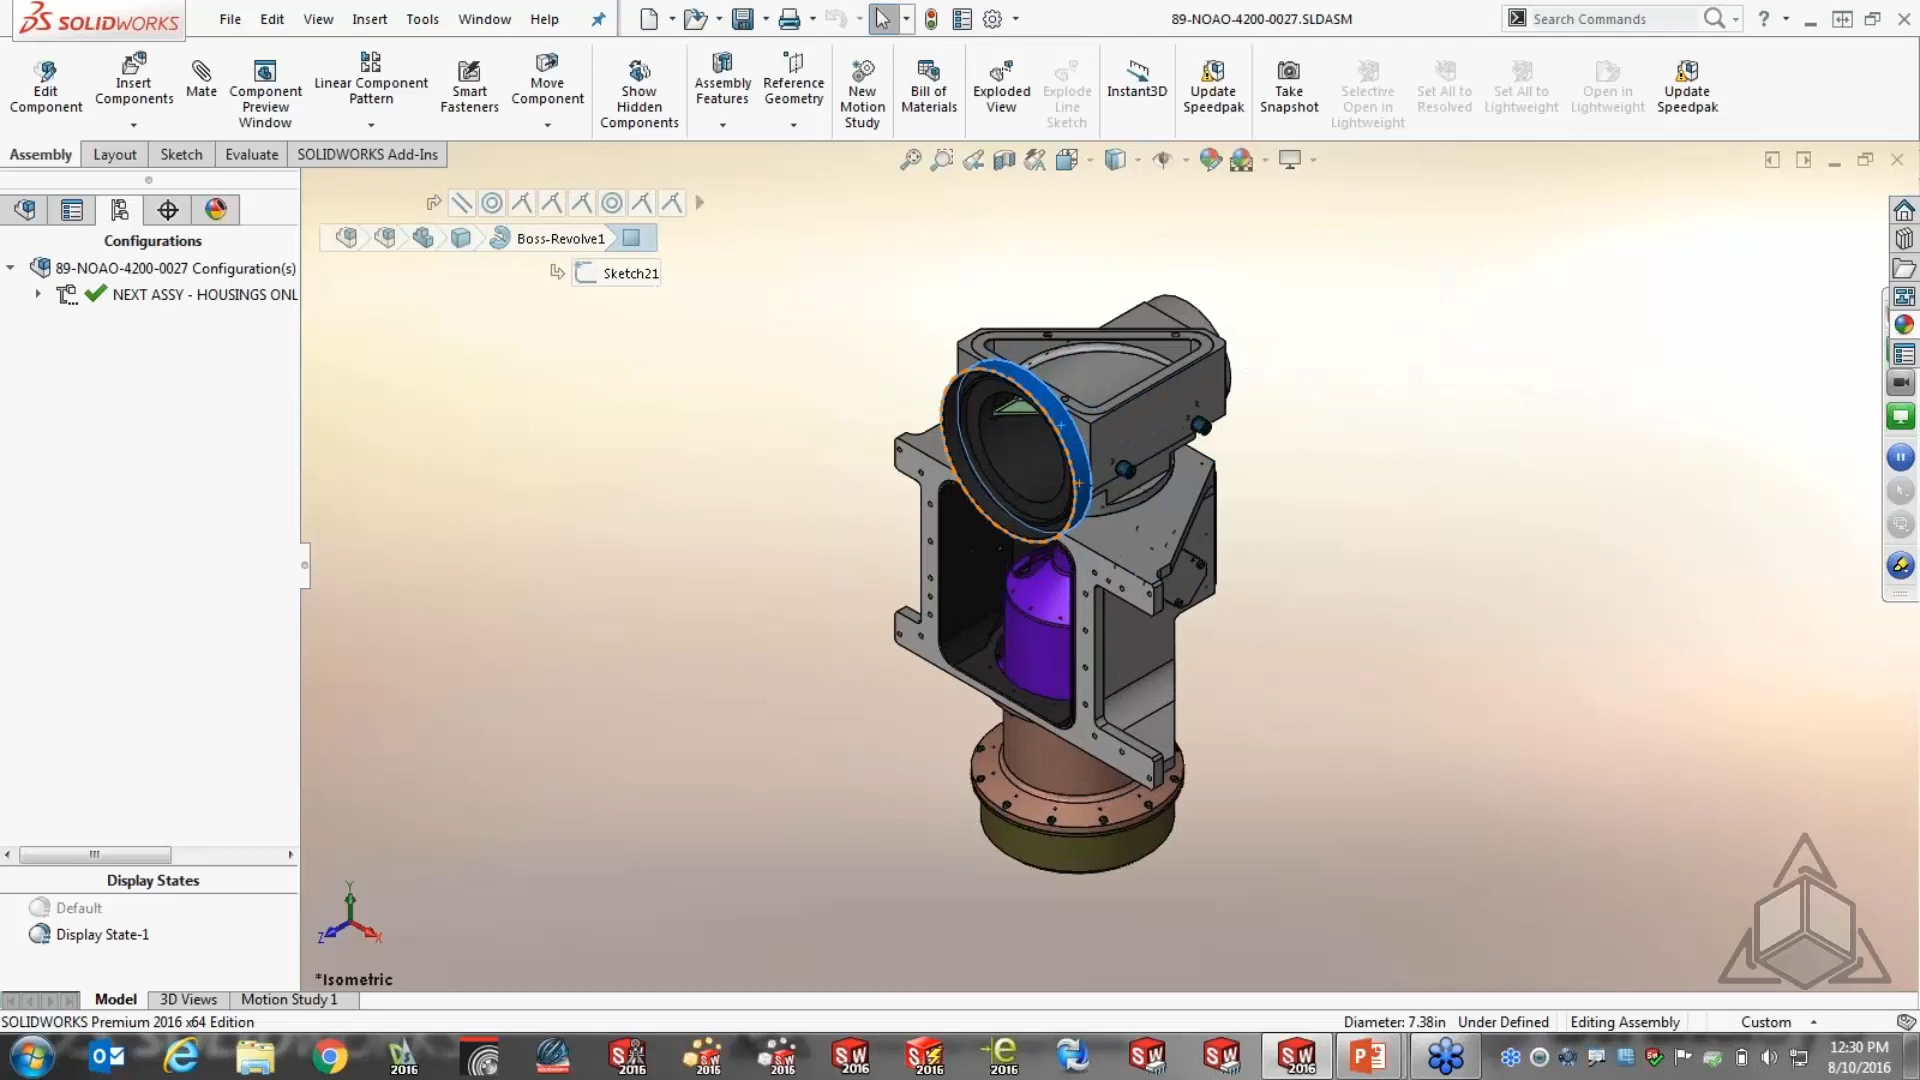 SOLIDWORKS File Edit View Insert Tools Window Help 89-NOAO-4200-0027.SLDASM Search Commands ?
Edit Component
Insert Components
Mate
Component Preview Window
Linear Component Pattern
Smart Fasteners
Move Component
Show Hidden Components
Assembly Features
Reference Geometry
New Motion Study
Bill of Materials
Exploded View
Explode Line Sketch
Instant3D
Update Speedpak
Take Snapshot
Selective Open in Lightweight
Set All to Resolved
Set All to Lightweight
Open in Lightweight
Update Speedpak
Assembly Layout Sketch Evaluate SOLIDWORKS Add-Ins
Configurations
89-NOAO-4200-0027 Configuration(s)
NEXT ASSY - HOUSINGS ONL
Boss-Revolve1
Sketch21
Display States
Default
Display State-1
Y
Z X
*Isometric
Model 3D Views Motion Study 1
SOLIDWORKS Premium 2016 x64 Edition Diameter: 7.38in Under Defined Editing Assembly Custom
2016 2016 2015 2016 2016 2016 2016 2016
12:30 PM
8/10/2016